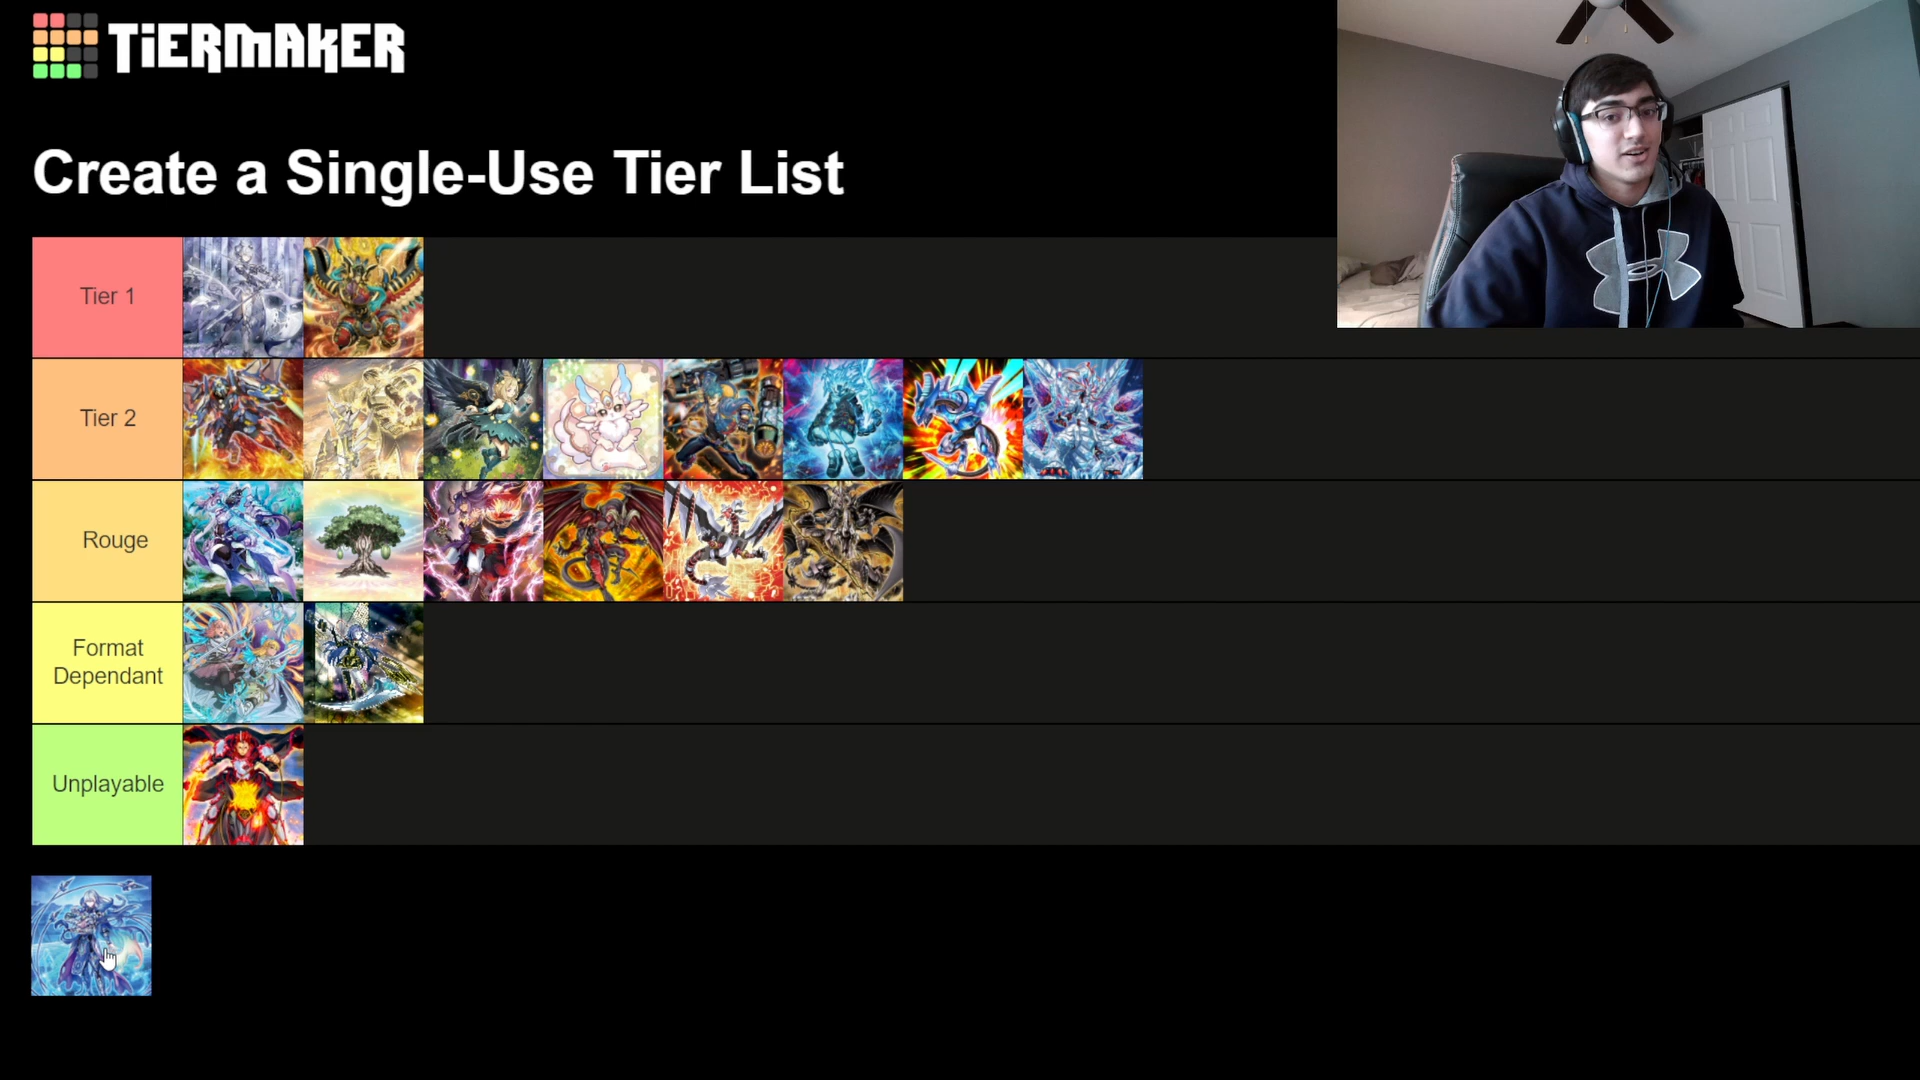 TiERMAKER
Create a Single-Use Tier List
Tier 1
Tier 2
Rouge
Format
Dependant
Unplayable